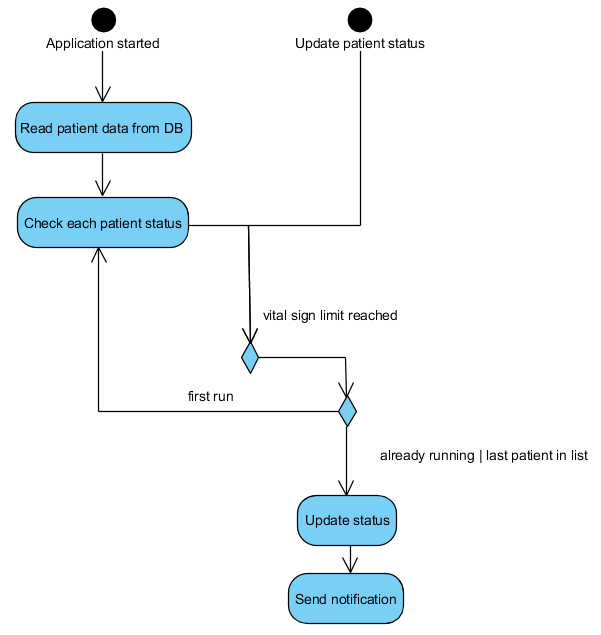 Application started
Update patient status
Read patient data from DB
Check each patient status
vital sign limit reached
first run
already running | last patient in list
Update status
Send notification